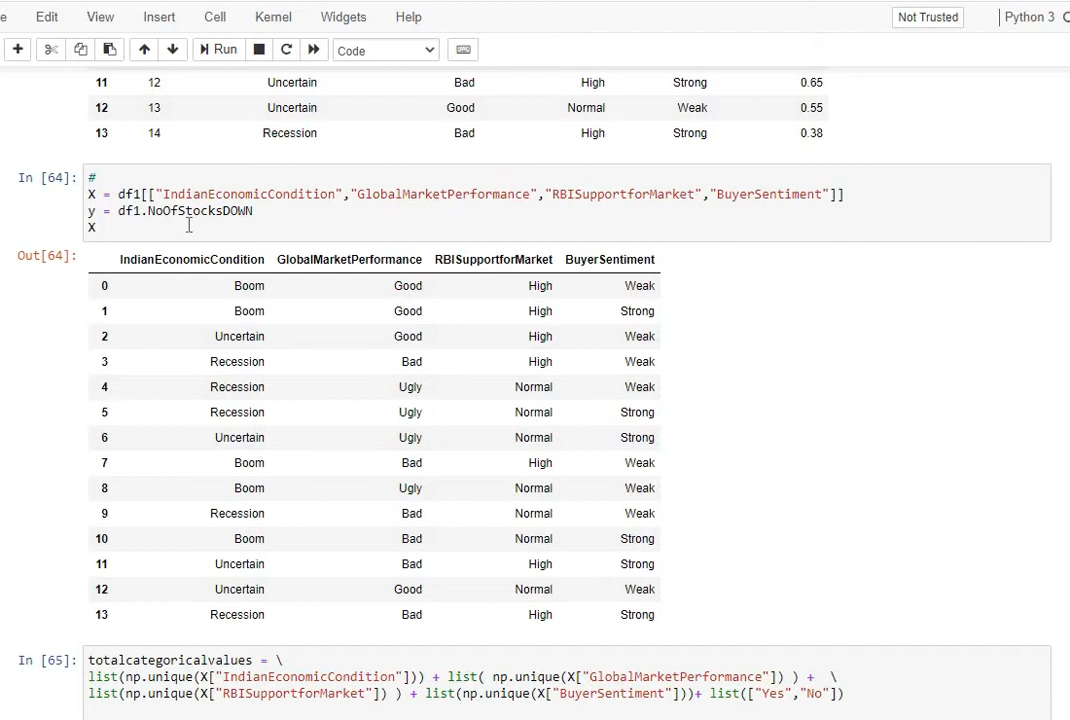 e Edit View Insert Cell Kernel Widgets Help Not Trusted Python 3
Run Code
11 12 Uncertain Bad High Strong 0.65
12 13 Uncertain Good Normal Weak 0.55
13 14 Recession Bad High Strong 0.38
In [64]: #
X = df1[["IndianEconomicCondition","GlobalMarketPerformance","RBISupportforMarket","BuyerSentiment"]]
y = df1.NoOfStocksDOWN
X
Out[64]: IndianEconomicCondition GlobalMarketPerformance RBISupportforMarket BuyerSentiment
0 Boom Good High Weak
1 Boom Good High Strong
2 Uncertain Good High Weak
3 Recession Bad High Weak
4 Recession Ugly Normal Weak
5 Recession Ugly Normal Strong
6 Uncertain Ugly Normal Strong
7 Boom Bad High Weak
8 Boom Ugly Normal Weak
9 Recession Bad Normal Weak
10 Boom Bad Normal Strong
11 Uncertain Bad High Strong
12 Uncertain Good Normal Weak
13 Recession Bad High Strong
In [65]: totalcategoricalvalues = \
list(np.unique(X["IndianEconomicCondition"])) + list( np.unique(X["GlobalMarketPerformance"]) ) + \
list(np.unique(X["RBISupportforMarket"]) ) + list(np.unique(X["BuyerSentiment"]))+ list(["Yes","No"])